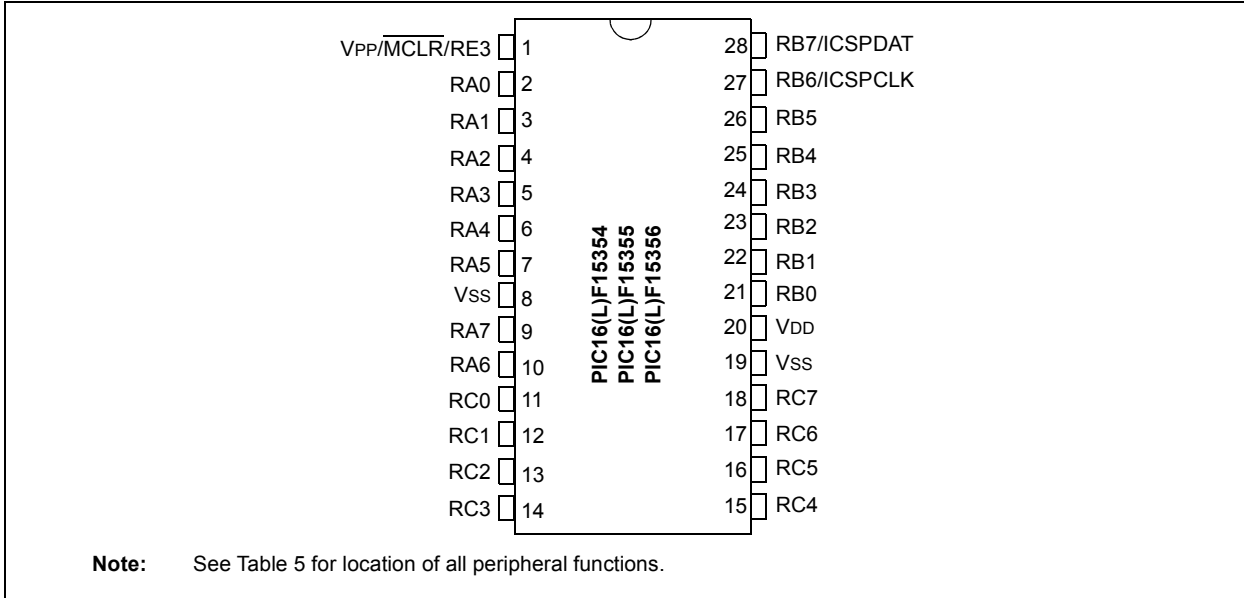 VPP/MCLR/RE3 1
RA0 2
RA1 3
RA2 4
RA3 5
RA4 6
RA5 7
VSS 8
RA7 9
RA6 10
RC0 11
RC1 12
RC2 13
RC3 14
PIC16(L)F15354
PIC16(L)F15355
PIC16(L)F15356
28 RB7/ICSPDAT
27 RB6/ICSPCLK
26 RB5
25 RB4
24 RB3
23 RB2
22 RB1
21 RB0
20 VDD
19 VSS
18 RC7
17 RC6
16 RC5
15 RC4
Note: See Table 5 for location of all peripheral functions.